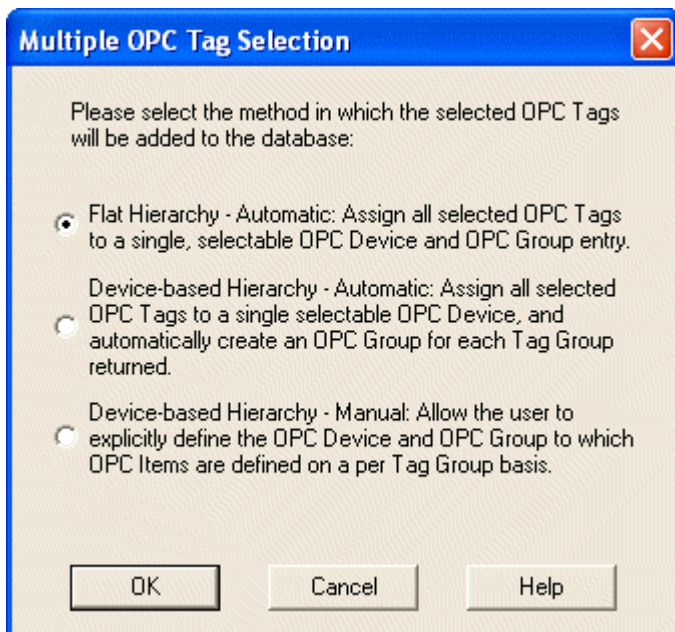 Multiple OPC Tag Selection
Please select the method in which the selected OPC Tags
will be added to the database:
Flat Hierarchy - Automatic: Assign all selected OPC Tags
to a single, selectable OPC Device and OPC Group entry.
Device-based Hierarchy - Automatic: Assign all selected
OPC Tags to a single selectable OPC Device, and
automatically create an OPC Group for each Tag Group
returned.
Device-based Hierarchy - Manual: Allow the user to
explicitly define the OPC Device and OPC Group to which
OPC Items are defined on a per Tag Group basis.
OK
Cancel
Help